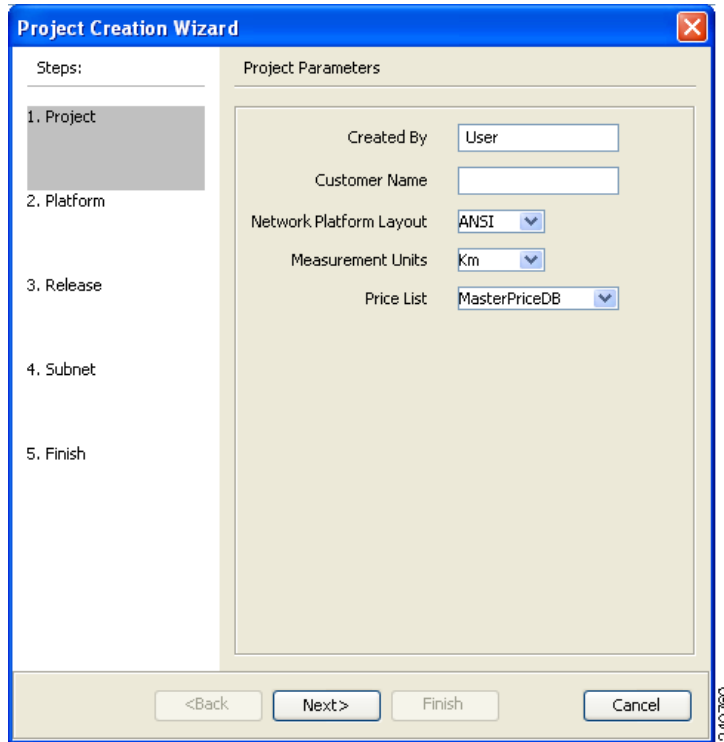 Project Creation Wizard
Steps:
Project Parameters
1. Project
2. Platform
3. Release
4. Subnet
5. Finish
Created By User
Customer Name
Network Platform Layout ANSI
Measurement Units Km
Price List MasterPriceDB
<Back Next> Finish Cancel